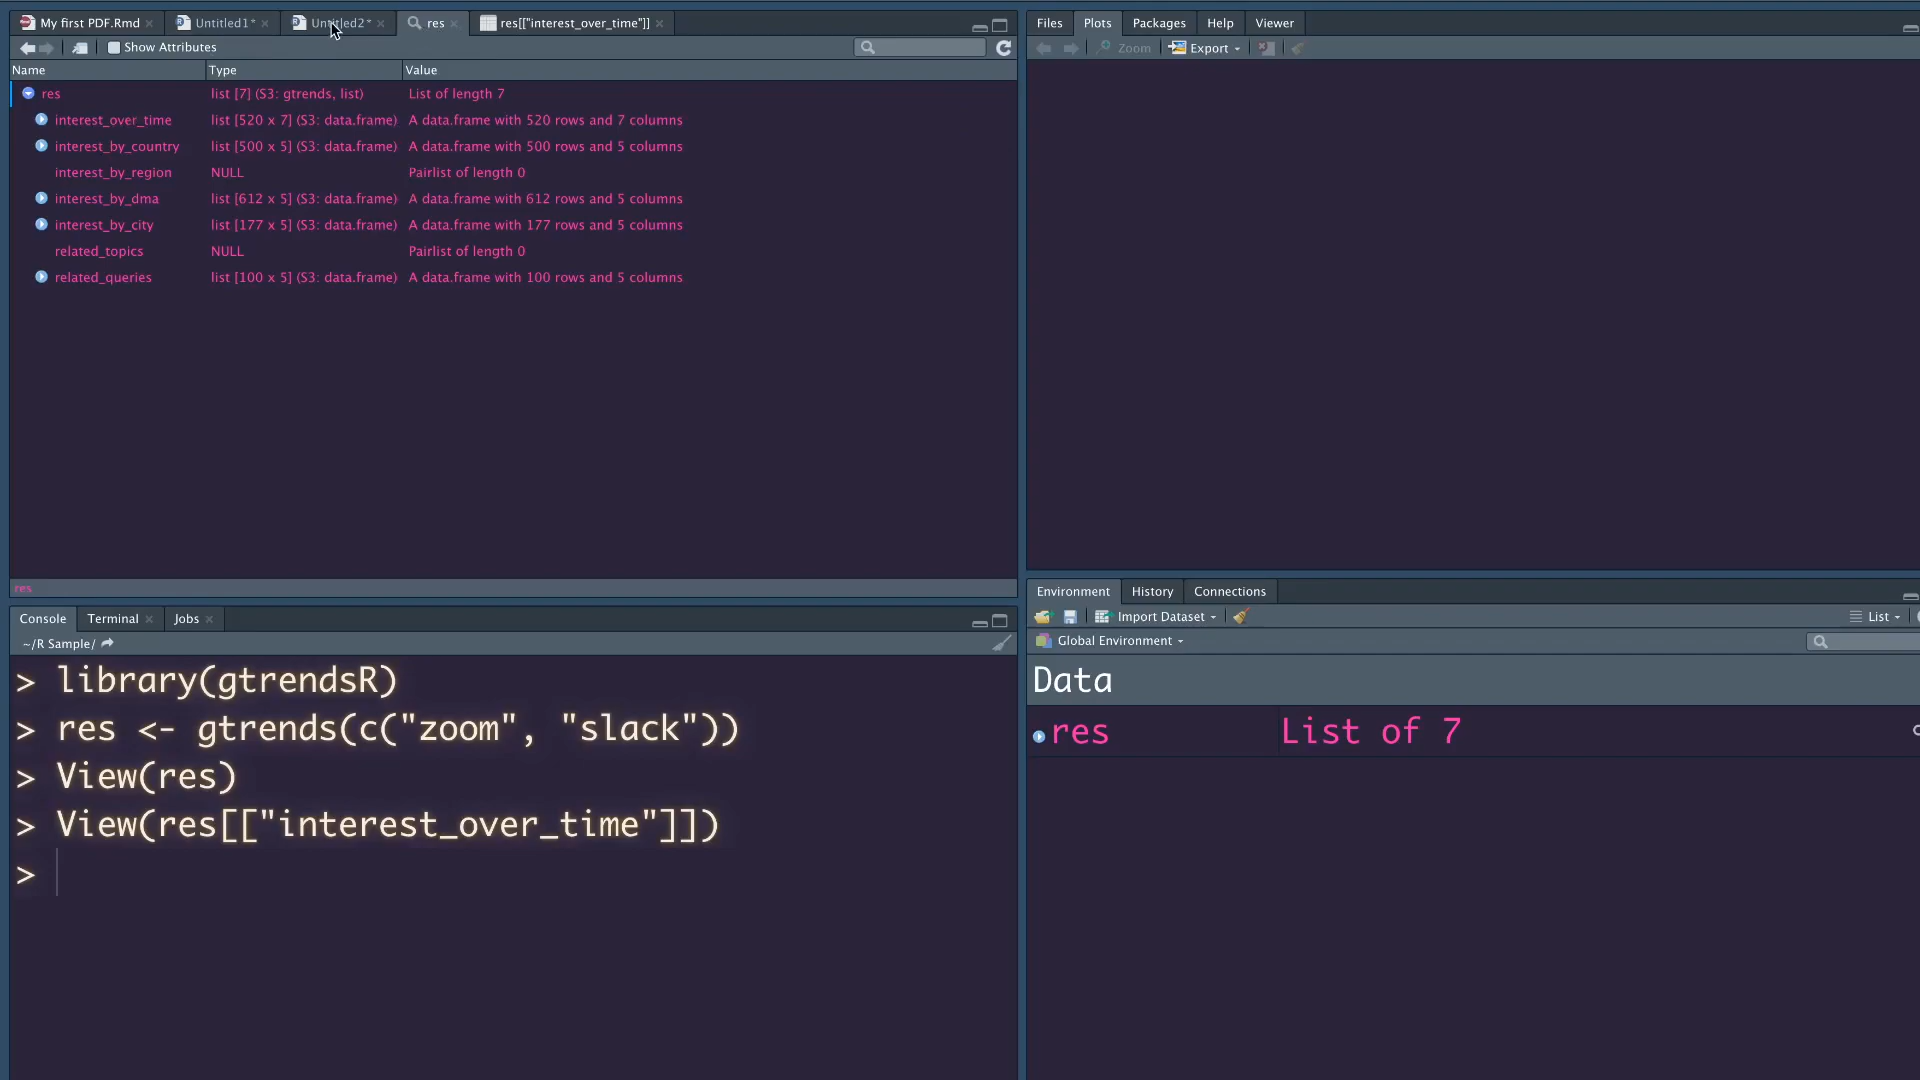 My first PDF.Rmd
Untitled1*
Untitled2*
res
res[["interest_over_time"]]
Show Attributes
Name Type Value
res list [7] (S3: gtrends, list) List of length 7
interest_over_time list [520 x 7] (S3: data.frame) A data.frame with 520 rows and 7 columns
interest_by_country list [500 x 5] (S3: data.frame) A data.frame with 500 rows and 5 columns
interest_by_region NULL Pairlist of length 0
interest_by_dma list [612 x 5] (S3: data.frame) A data.frame with 612 rows and 5 columns
interest_by_city list [177 x 5] (S3: data.frame) A data.frame with 177 rows and 5 columns
related_topics NULL Pairlist of length 0
related_queries list [100 x 5] (S3: data.frame) A data.frame with 100 rows and 5 columns
res
Console Terminal Jobs
~/R Sample/
> library(gtrendsR)
> res <- gtrends(c("zoom", "slack"))
> View(res)
> View(res[["interest_over_time"]])
>
Files Plots Packages Help Viewer
Zoom Export
Environment History Connections
Import Dataset List
Global Environment
Data
res List of 7